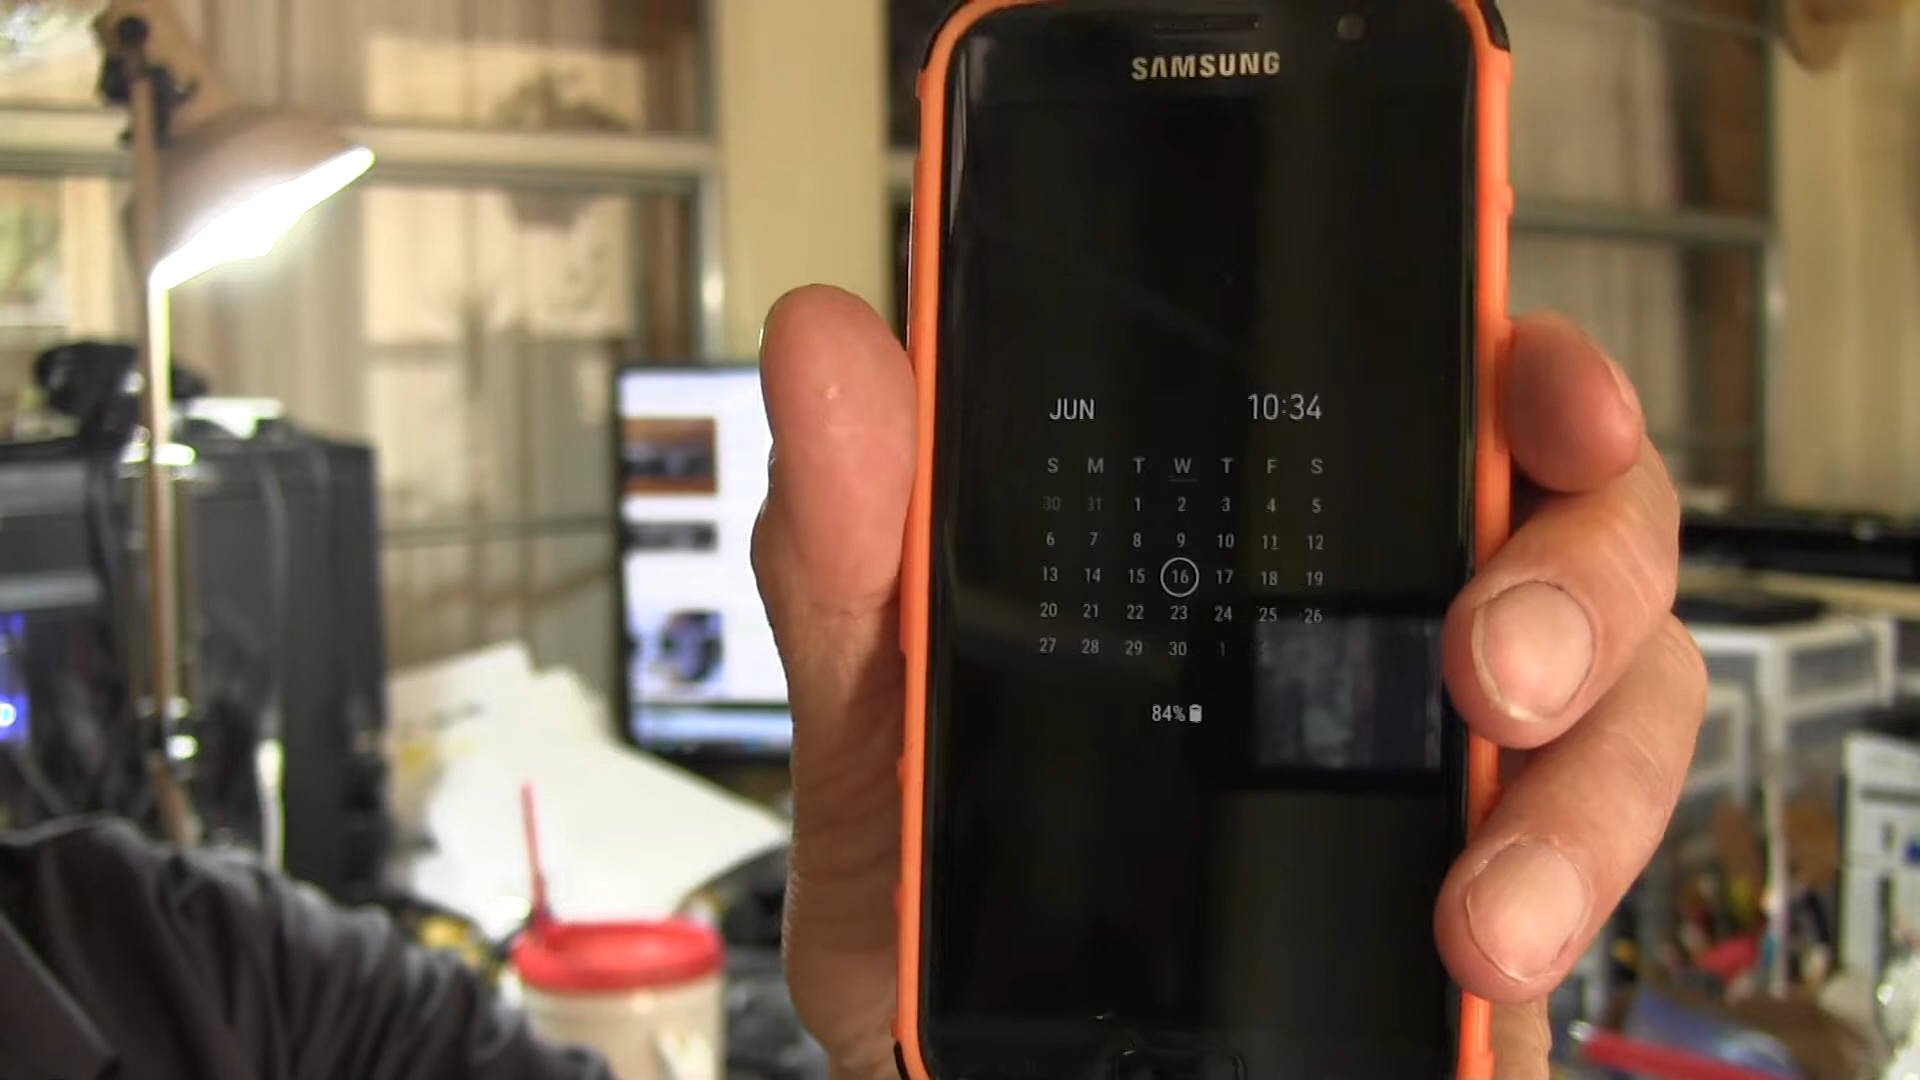 SAMSUNG
JUN 10:34
S M T W T F S
30 31 1 2 3 4 5
6 7 8 9 10 11 12
13 14 15 16 17 18 19
20 21 22 23 24 25 26
27 28 29 30 1
84%